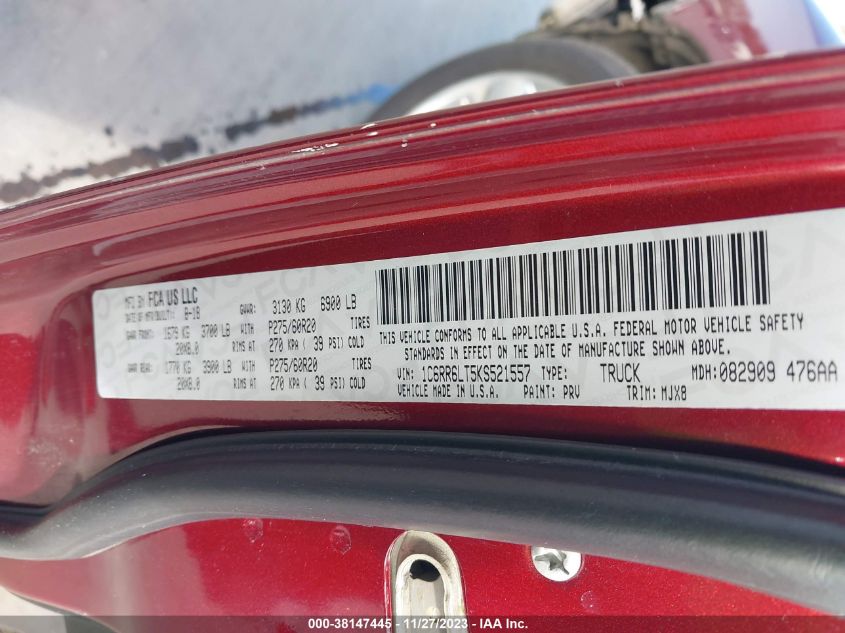 MFG BY FCA US LLC
DATE OF MFR/BUILT: 8-18 GVWR: 3130 KG 6900 LB
GAWR FRONT: 1679 KG 3700 LB WITH P275/60R20 TIRES
20X8.0 RIMS AT 270 KPA ( 39 PSI) COLD
GAWR REAR: 1770 KG 3900 LB WITH P275/60R20 TIRES
20X8.0 RIMS AT 270 KPA ( 39 PSI) COLD
THIS VEHICLE CONFORMS TO ALL APPLICABLE U.S.A. FEDERAL MOTOR VEHICLE SAFETY
STANDARDS IN EFFECT ON THE DATE OF MANUFACTURE SHOWN ABOVE.
VIN: 1C6RR6LT5KS521557 TYPE: TRUCK MDH:082909 476AA
VEHICLE MADE IN U.S.A. PAINT: PRV TRIM: MJX8
000-38147445 - 11/27/2023 - IAA Inc.